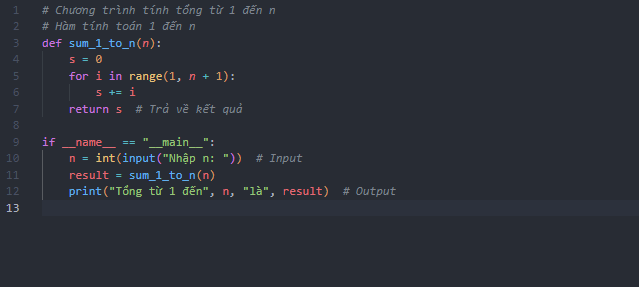 1 # Chương trình tính tổng từ 1 đến n
2 # Hàm tính toán 1 đến n
3 def sum_1_to_n(n):
4     s = 0
5     for i in range(1, n + 1):
6         s += i
7     return s  # Trả về kết quả
8
9 if __name__ == "__main__":
10     n = int(input("Nhập n: "))  # Input
11     result = sum_1_to_n(n)
12     print("Tổng từ 1 đến", n, "là", result)  # Output
13